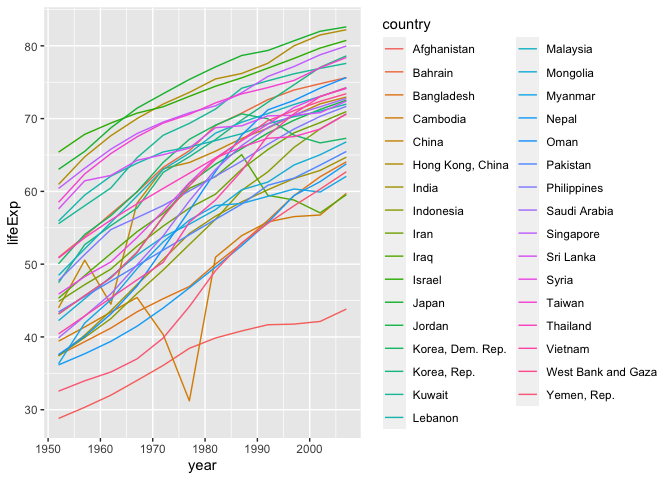 80
70
60
50
40
30
lifeExp
1950
1960
1970
1980
1990
2000
year
country
Afghanistan
Bahrain
Bangladesh
Cambodia
China
Hong Kong, China
India
Indonesia
Iran
Iraq
Israel
Japan
Jordan
Korea, Dem. Rep.
Korea, Rep.
Kuwait
Lebanon
Malaysia
Mongolia
Myanmar
Nepal
Oman
Pakistan
Philippines
Saudi Arabia
Singapore
Sri Lanka
Syria
Taiwan
Thailand
Vietnam
West Bank and Gaza
Yemen, Rep.